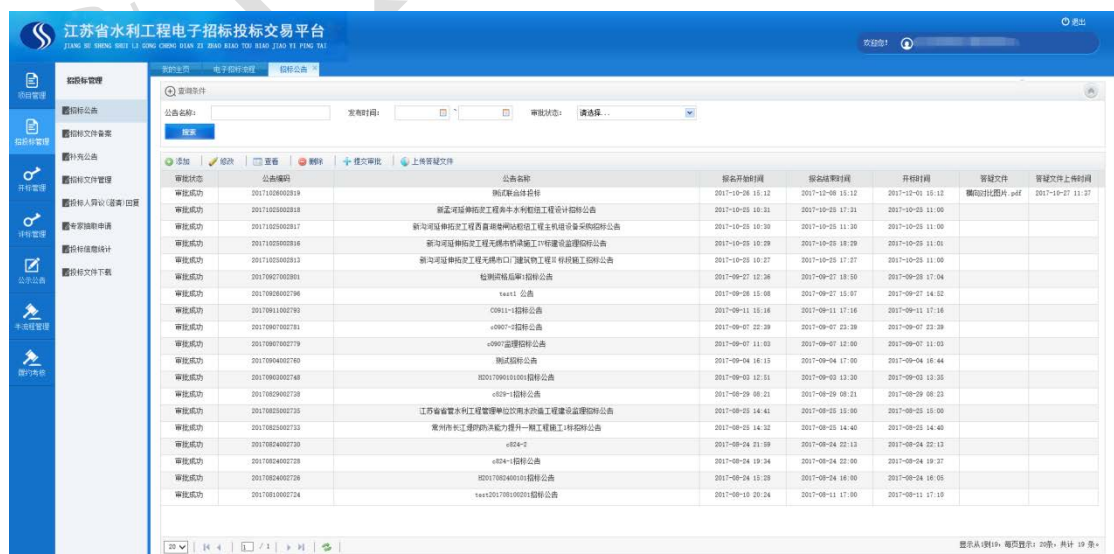 江苏省水利工程电子招标投标交易平台
JIANG SU SHENG SHUI LI GONG CHENG DIAN ZI ZHAO BIAO TOU BIAO JIAO YI PING TAI
退出
欢迎您!
我的主页 电子招标流程 招标公告 ×
项目管理
招投标管理
开标管理
评标管理
公示公告
半流程管理
履约考核
招投标管理
招标公告
招标文件备案
补充公告
招标文件管理
招投标人异议(答商)回复
专家抽取申请
招投标信息统计
招投标文件下载
查询条件
公告名称: 发布时间: ~ 审批状态: 请选择...
搜索
添加 修改 查看 删除 提交审批 上传答疑文件
审批状态 公告编码 公告名称 报名开始时间 报名结束时间 开标时间 答疑文件 答疑文件上传时间
审批成功 20171026002819 测试联合体投标 2017-10-26 15:12 2017-12-08 15:12 2017-12-01 15:12 横向对比图片.pdf 2017-10-27 11:37
审批成功 20171025002818 新孟河延伸拓浚工程奔牛水利枢纽工程设计招标公告 2017-10-25 10:31 2017-10-25 17:31 2017-10-25 11:00
审批成功 20171025002817 新沟河延伸拓浚工程西直湖港闸站枢纽工程主机组设备采购招标公告 2017-10-25 10:30 2017-10-25 11:30 2017-10-25 11:00
审批成功 20171025002816 新沟河延伸拓浚工程无锡市桥梁施工IV标建设监理招标公告 2017-10-25 10:29 2017-10-25 18:29 2017-10-25 11:01
审批成功 20171025002813 新沟河延伸拓浚工程无锡市口门建筑物工程II标段施工招标公告 2017-10-25 10:27 2017-10-25 17:27 2017-10-25 11:00
审批成功 20170927002801 检测资格后审1招标公告 2017-09-27 12:36 2017-09-27 18:50 2017-09-28 17:04
审批成功 20170926002796 test1 公告 2017-09-26 15:08 2017-09-27 15:07 2017-09-27 14:52
审批成功 20170911002793 C0911-1招标公告 2017-09-11 15:16 2017-09-11 17:16 2017-09-11 17:16
审批成功 20170907002781 c0907-2招标公告 2017-09-07 22:39 2017-09-07 23:39 2017-09-07 23:39
审批成功 20170907002779 c0907监理招标公告 2017-09-07 11:03 2017-09-07 12:00 2017-09-07 11:03
审批成功 20170904002760 测试招标公告 2017-09-04 16:15 2017-09-04 17:00 2017-09-04 16:44
审批成功 20170903002748 H2017090101001招标公告 2017-09-03 12:51 2017-09-03 13:30 2017-09-03 13:35
审批成功 20170829002738 c829-1招标公告 2017-08-29 08:21 2017-08-29 08:21 2017-08-29 08:23
审批成功 20170825002735 江苏省省管水利工程管理单位饮用水改造工程建设监理招标公告 2017-08-25 14:41 2017-08-25 15:00 2017-08-25 15:00
审批成功 20170825002733 常州市长江堤防防洪能力提升一期工程施工1标招标公告 2017-08-25 14:32 2017-08-25 14:40 2017-08-25 14:40
审批成功 20170824002730 c824-2 2017-08-24 21:59 2017-08-24 22:13 2017-08-24 22:13
审批成功 20170824002728 c824-1招标公告 2017-08-24 19:34 2017-08-24 22:00 2017-08-24 19:37
审批成功 20170824002726 H2017082400101招标公告 2017-08-24 15:28 2017-08-24 16:00 2017-08-24 16:05
审批成功 20170810002724 test201708100201招标公告 2017-08-10 20:24 2017-08-11 17:00 2017-08-11 17:10
20 1 / 1
显示从1到19, 每页显示: 20条, 共计 19 条。